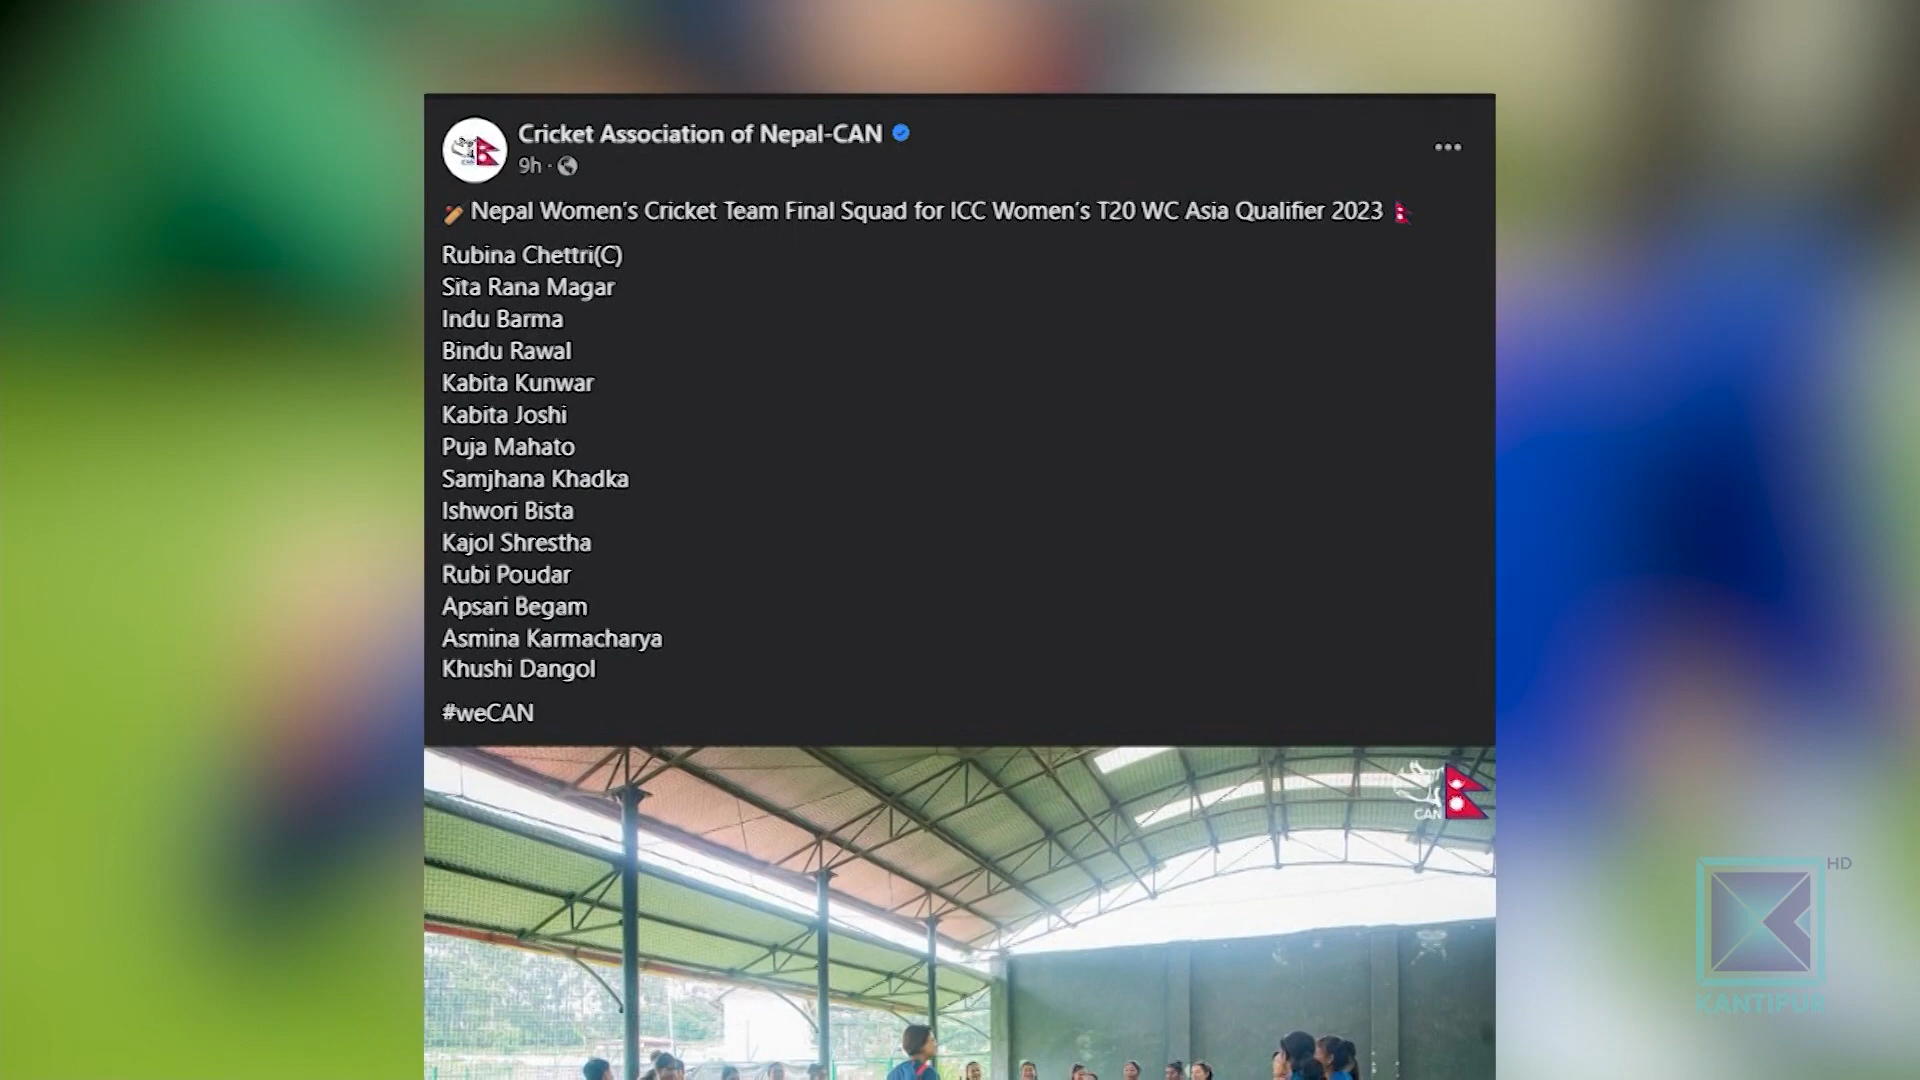 Cricket Association of Nepal-CAN
9h ·
Nepal Women's Cricket Team Final Squad for ICC Women's T20 WC Asia Qualifier 2023
Rubina Chettri(C)
Sita Rana Magar
Indu Barma
Bindu Rawal
Kabita Kunwar
Kabita Joshi
Puja Mahato
Samjhana Khadka
Ishwori Bista
Kajol Shrestha
Rubi Poudar
Apsari Begam
Asmina Karmacharya
Khushi Dangol
#weCAN
CAN
HD
KANTIPUR